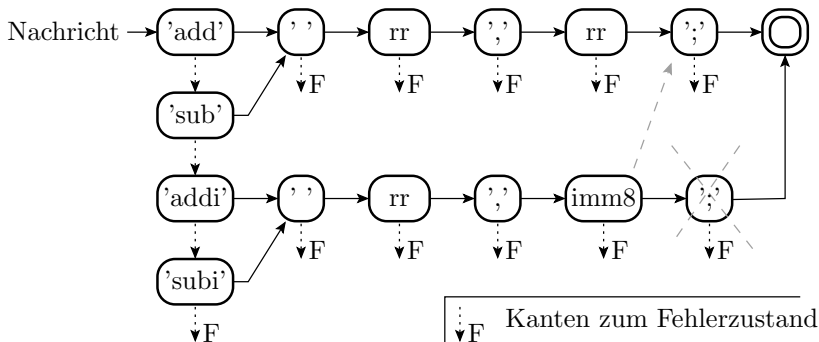 Nachricht 'add' ' ' rr ',' rr ';'
F F F F F
'sub'
'addi' ' ' rr ',' imm8 ';'
F F F F F
'subi'
F Kanten zum Fehlerzustand
F